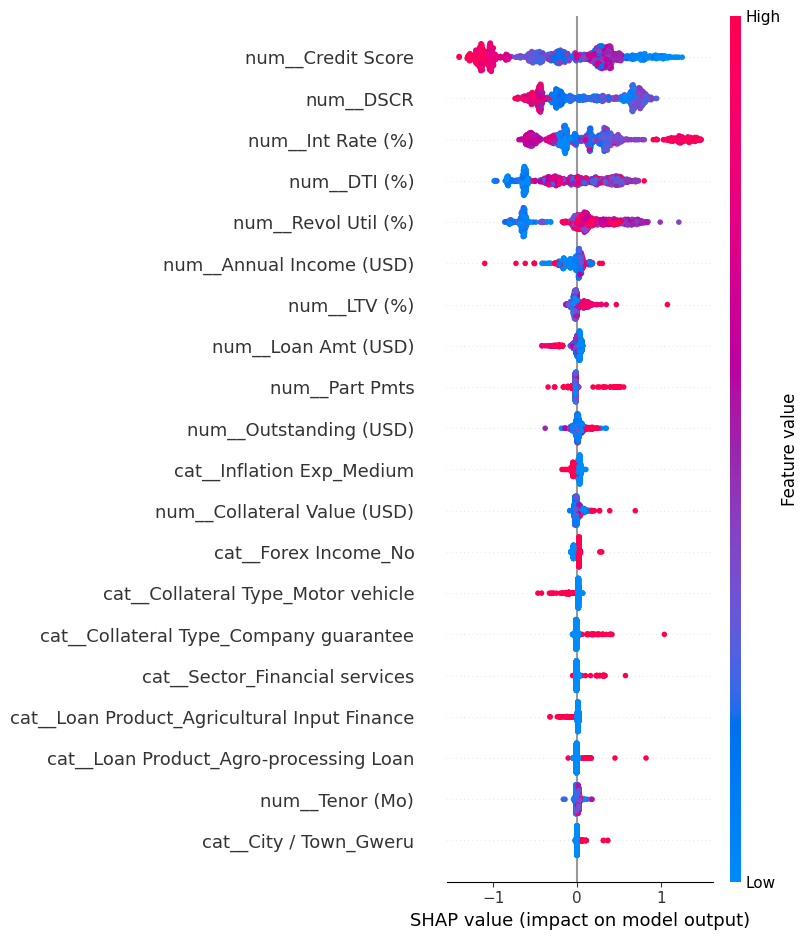 High
num__Credit Score
num__DSCR
num__Int Rate (%)
num__DTI (%)
num__Revol Util (%)
num__Annual Income (USD)
num__LTV (%)
num__Loan Amt (USD)
num__Part Pmts
num__Outstanding (USD)
cat__Inflation Exp_Medium
num__Collateral Value (USD)
cat__Forex Income_No
cat__Collateral Type_Motor vehicle
cat__Collateral Type_Company guarantee
cat__Sector_Financial services
cat__Loan Product_Agricultural Input Finance
cat__Loan Product_Agro-processing Loan
num__Tenor (Mo)
cat__City / Town_Gweru
Feature value
Low
−1 0 1
SHAP value (impact on model output)